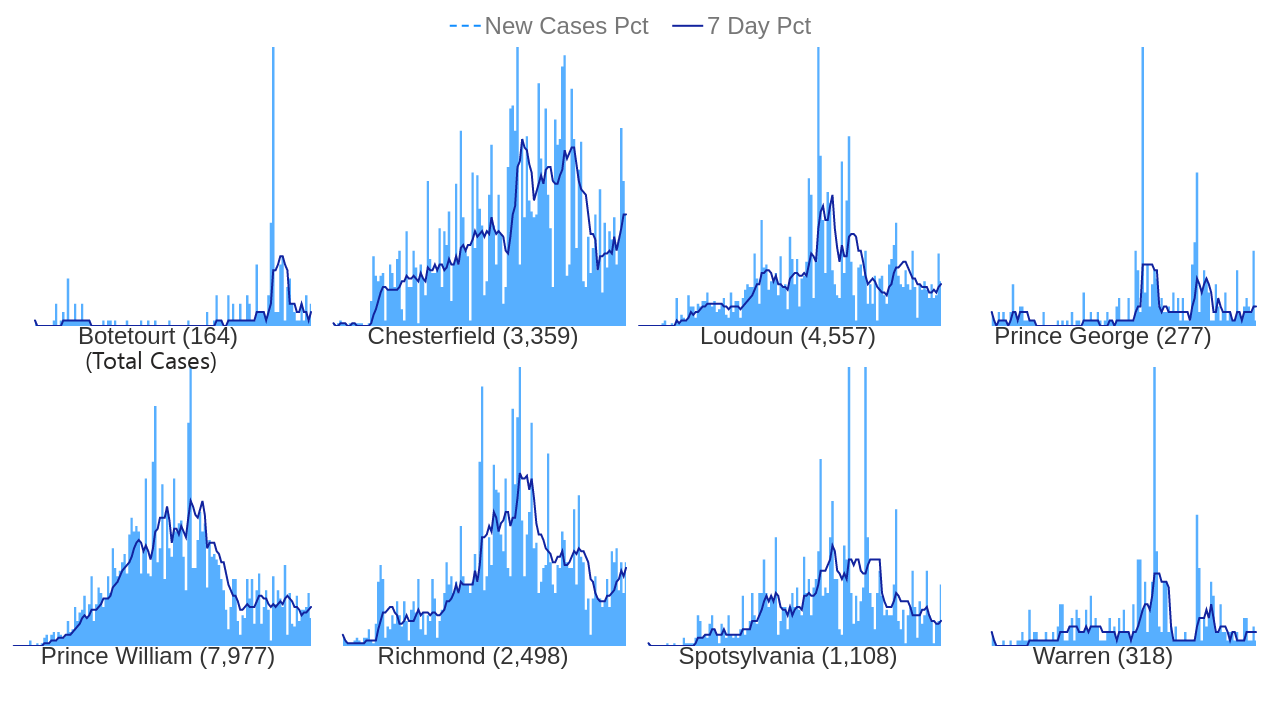 New Cases Pct 7 Day Pct
Botetourt (164) Chesterfield (3,359) Loudoun (4,557) Prince George (277)
(Total Cases)
Prince William (7,977) Richmond (2,498) Spotsylvania (1,108) Warren (318)